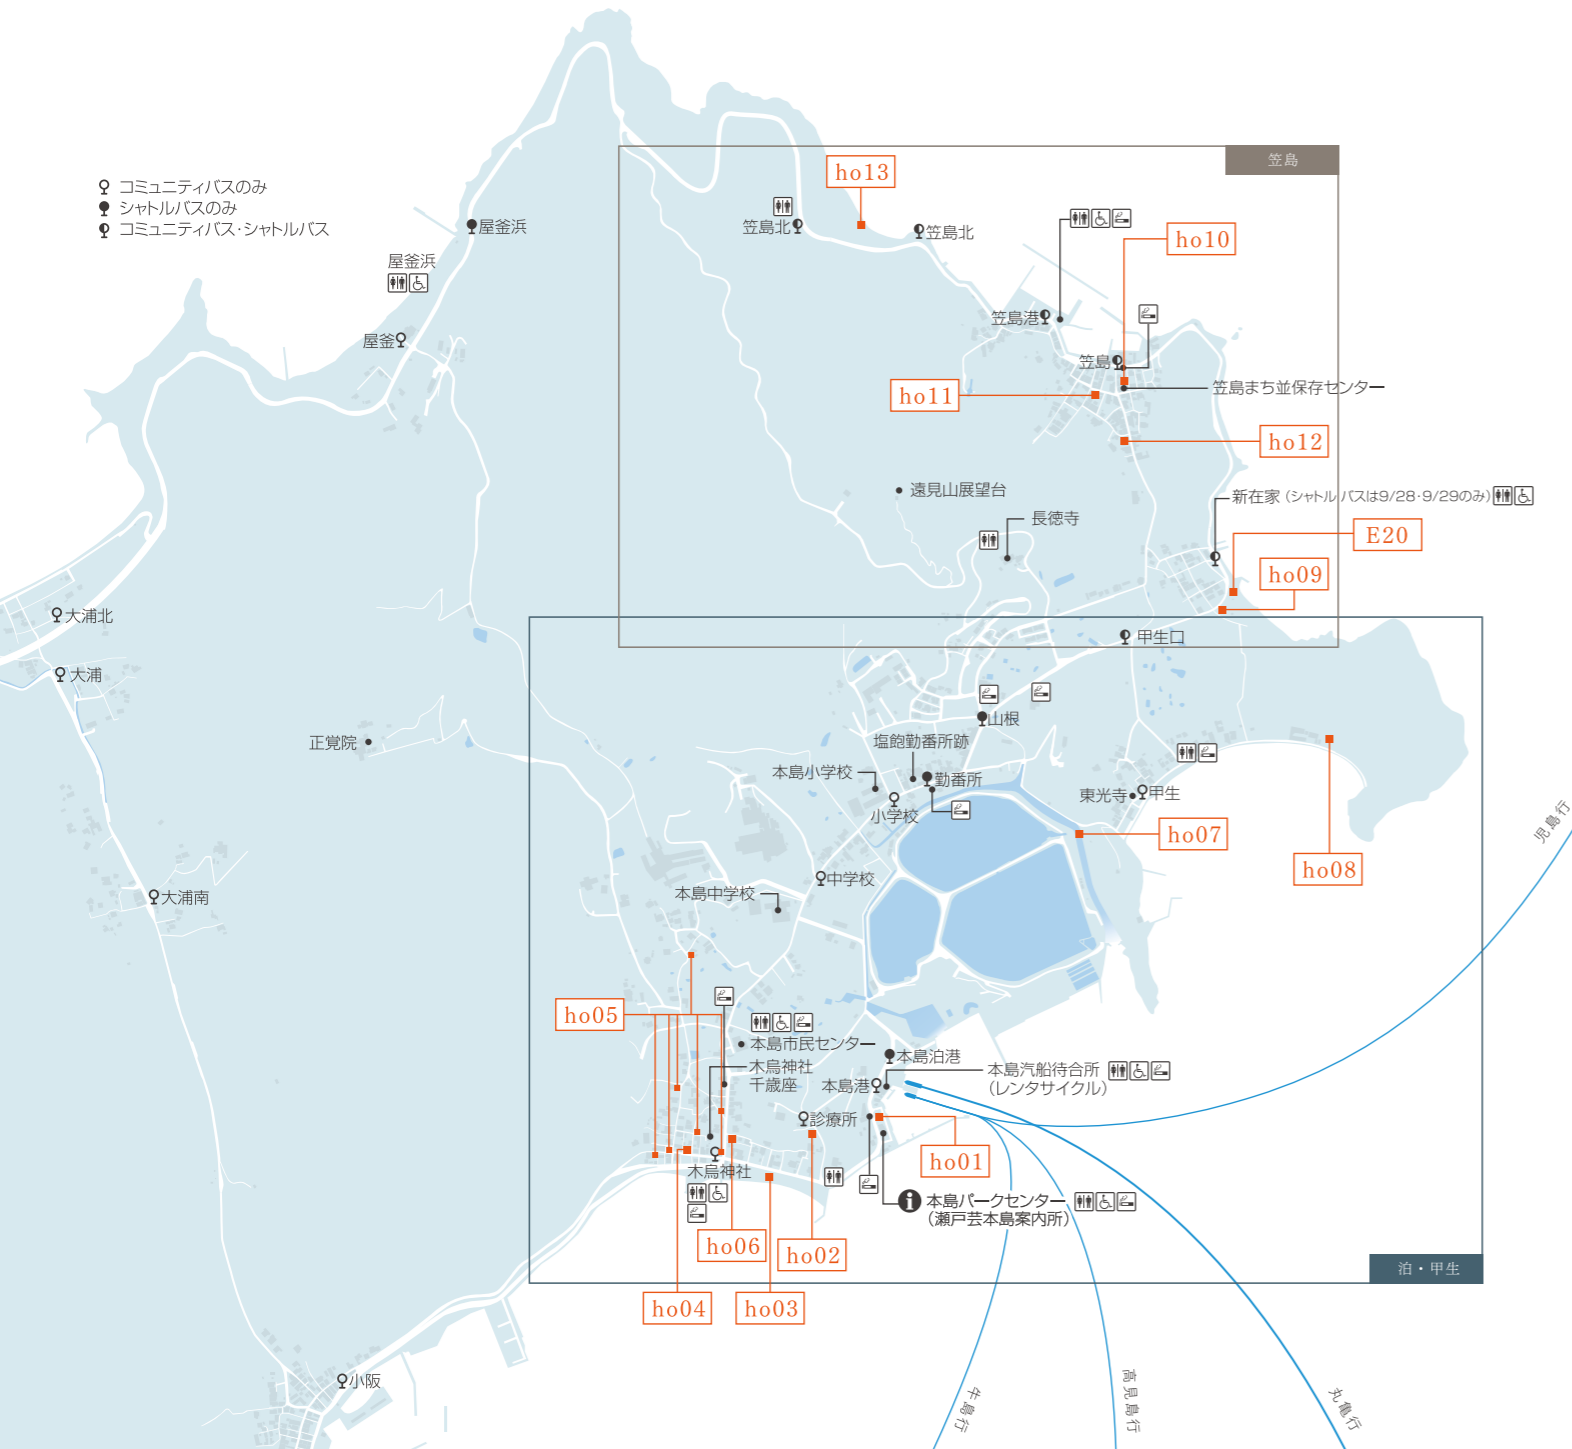 コミュニティバスのみ
シャトルバスのみ
コミュニティバス・シャトルバス
笠島
ho13
屋釜浜
笠島北
笠島北
ho10
屋釜浜
笠島港
屋釜
笠島
笠島まち並保存センター
ho11
ho12
遠見山展望台
新在家（シャトルバスは9/28・9/29のみ）
長徳寺
E20
ho09
大浦北
甲生口
大浦
山根
正覚院
塩飽勤番所跡
本島小学校
勤番所
小学校
東光寺
甲生
ho07
ho08
児島行
中学校
本島中学校
大浦南
ho05
本島市民センター
本島泊港
木烏神社
千歳座
本島港
本島汽船待合所
（レンタサイクル）
診療所
ho01
木烏神社
本島パークセンター
（瀬戸芸本島案内所）
ho06
ho02
泊・甲生
ho04
ho03
小阪
牛島行
高見島行
丸亀行